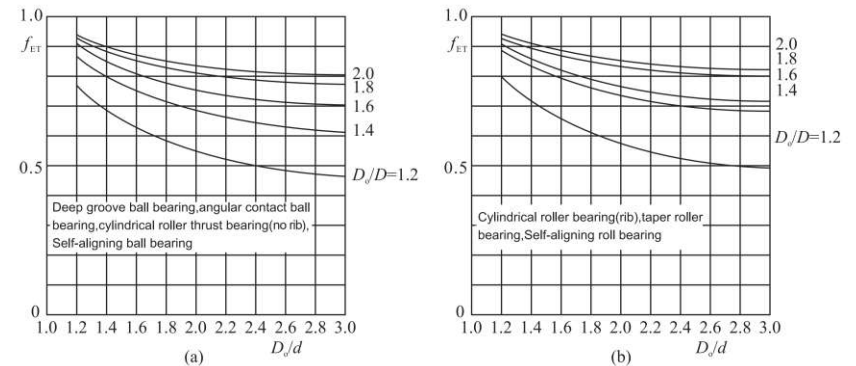 1.0
f_ET
2.0
1.8
1.6
1.4
0.5
D_o/D=1.2
Deep groove ball bearing,angular contact ball
bearing,cylindrical roller thrust bearing(no rib),
Self-aligning ball bearing
0
1.0 1.2 1.4 1.6 1.8 2.0 2.2 2.4 2.6 2.8 3.0
D_o/d
(a)
1.0
f_ET
2.0
1.8
1.6
1.4
D_o/D=1.2
0.5
Cylindrical roller bearing(rib),taper roller
bearing,Self-aligning roll bearing
0
1.0 1.2 1.4 1.6 1.8 2.0 2.2 2.4 2.6 2.8 3.0
D_o/d
(b)